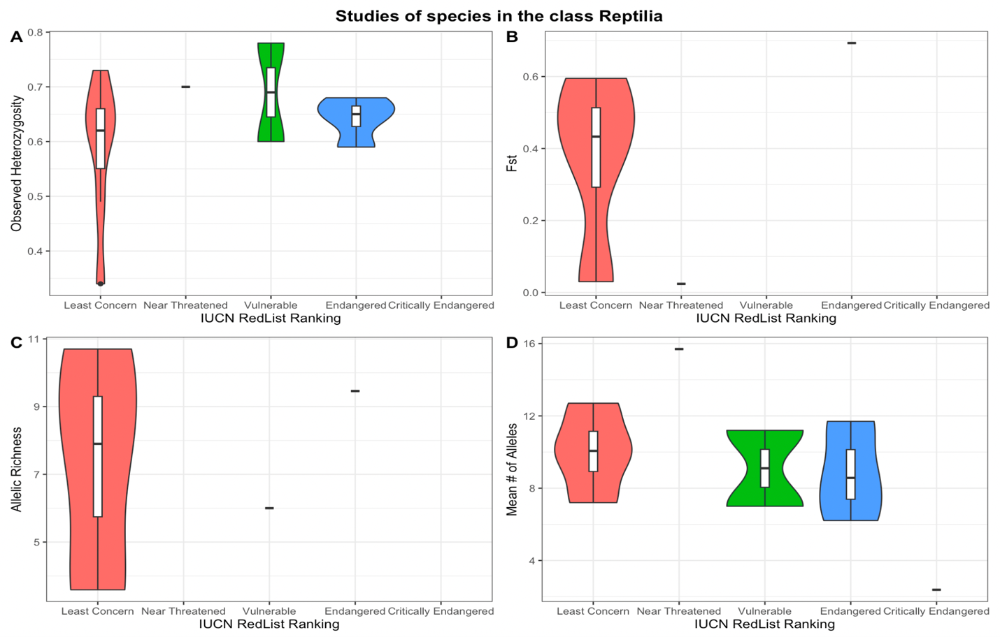 Studies of species in the class Reptilia
A
Observed Heterozygosity
0.8
0.7
0.6
0.5
0.4
Least Concern Near Threatened Vulnerable Endangered Critically Endangered
IUCN RedList Ranking
B
Fst
0.6
0.4
0.2
0.0
Least Concern Near Threatened Vulnerable Endangered Critically Endangered
IUCN RedList Ranking
C
Allelic Richness
11
9
7
5
Least Concern Near Threatened Vulnerable Endangered Critically Endangered
IUCN RedList Ranking
D
Mean # of Alleles
16
12
8
4
Least Concern Near Threatened Vulnerable Endangered Critically Endangered
IUCN RedList Ranking